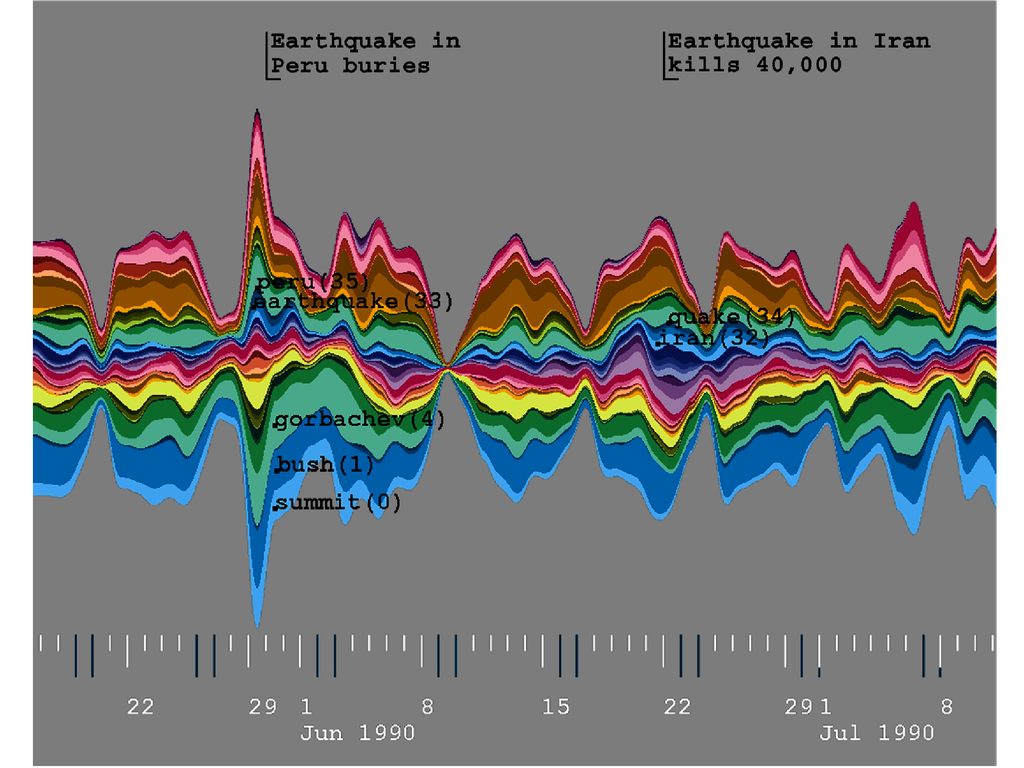 Earthquake in
Peru buries
Earthquake in Iran
kills 40,000
peru(35)
earthquake(33)
quake(34)
iran(32)
gorbachev(4)
bush(1)
summit(0)
22 29 1 8 15 22 29 1 8
Jun 1990 Jul 1990